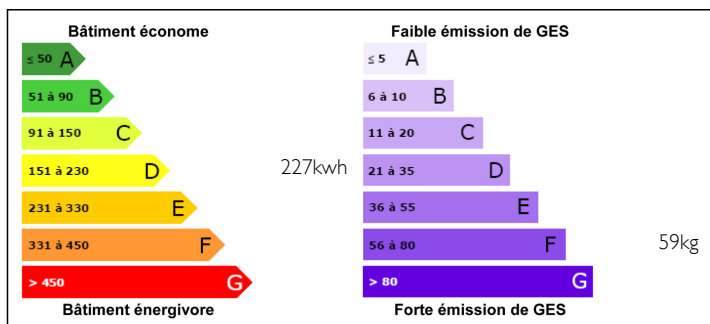 Bâtiment économe
≤ 50 A
51 à 90 B
91 à 150 C
151 à 230 D
227kwh
231 à 330 E
331 à 450 F
> 450 G
Bâtiment énergivore
Faible émission de GES
≤ 5 A
6 à 10 B
11 à 20 C
21 à 35 D
36 à 55 E
56 à 80 F
59kg
> 80 G
Forte émission de GES